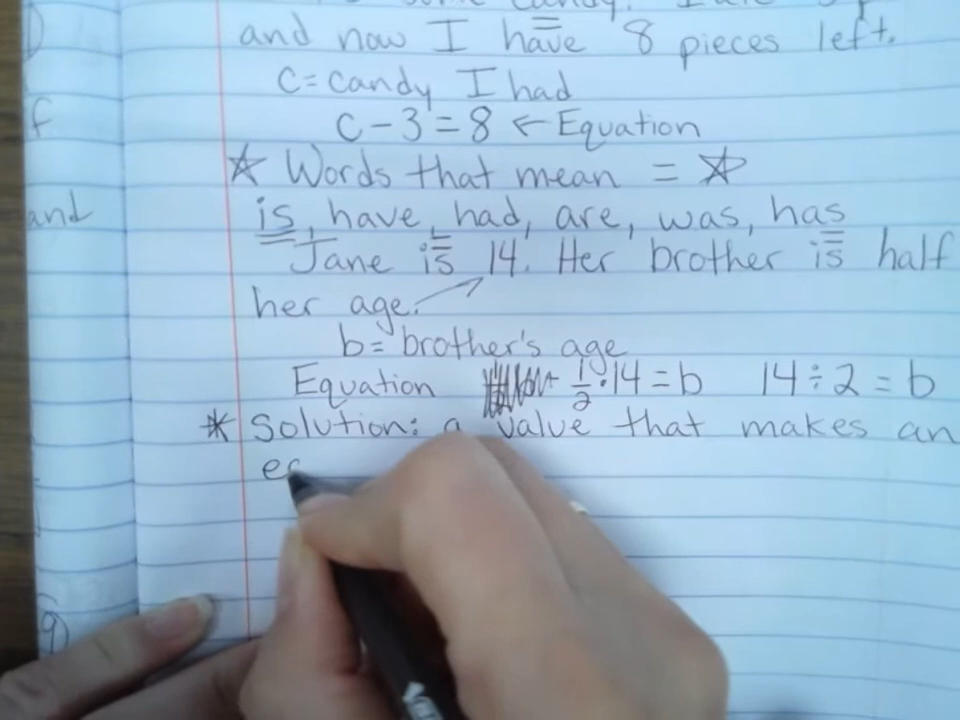 and now I have 8 pieces left.
c = candy I had
c - 3 = 8 ← Equation
☆ Words that mean = ☆
is, have, had, are, was, has
Jane is 14. Her brother is half
her age.
b = brother's age
Equation 1/2 · 14 = b 14 ÷ 2 = b
* Solution: a value that makes an
f
and